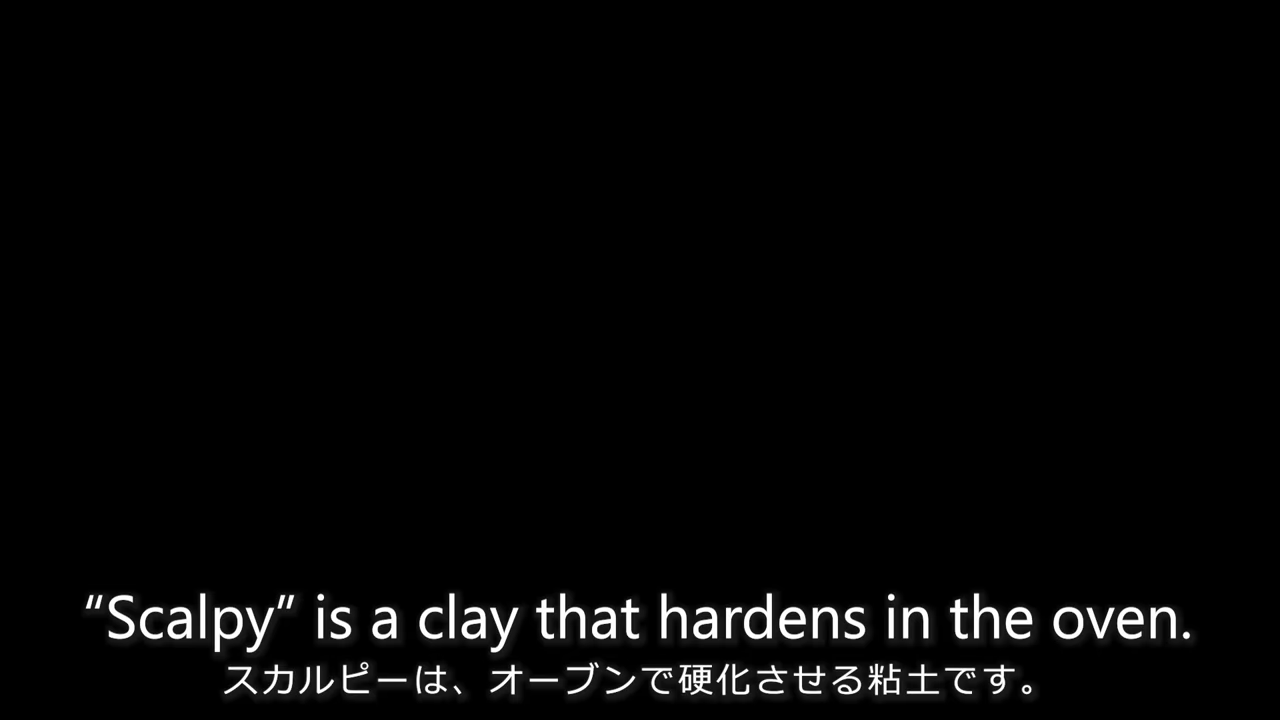 “Scalpy” is a clay that hardens in the oven.
スカルピーは、オーブンで硬化させる粘土です。